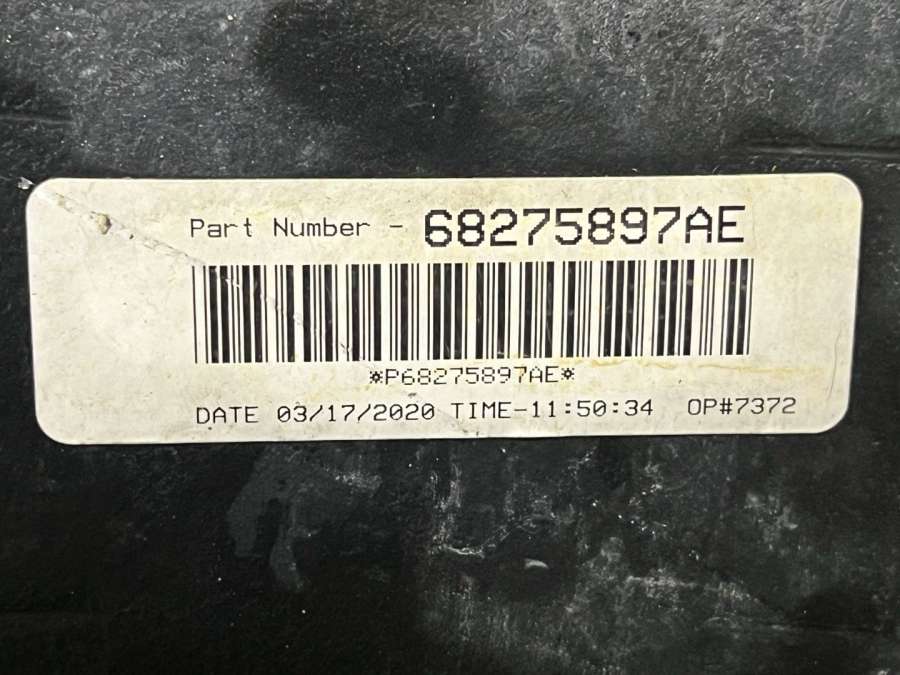 Part Number - 68275897AE
*P68275897AE*
DATE 03/17/2020 TIME-11:50:34 OP#7372